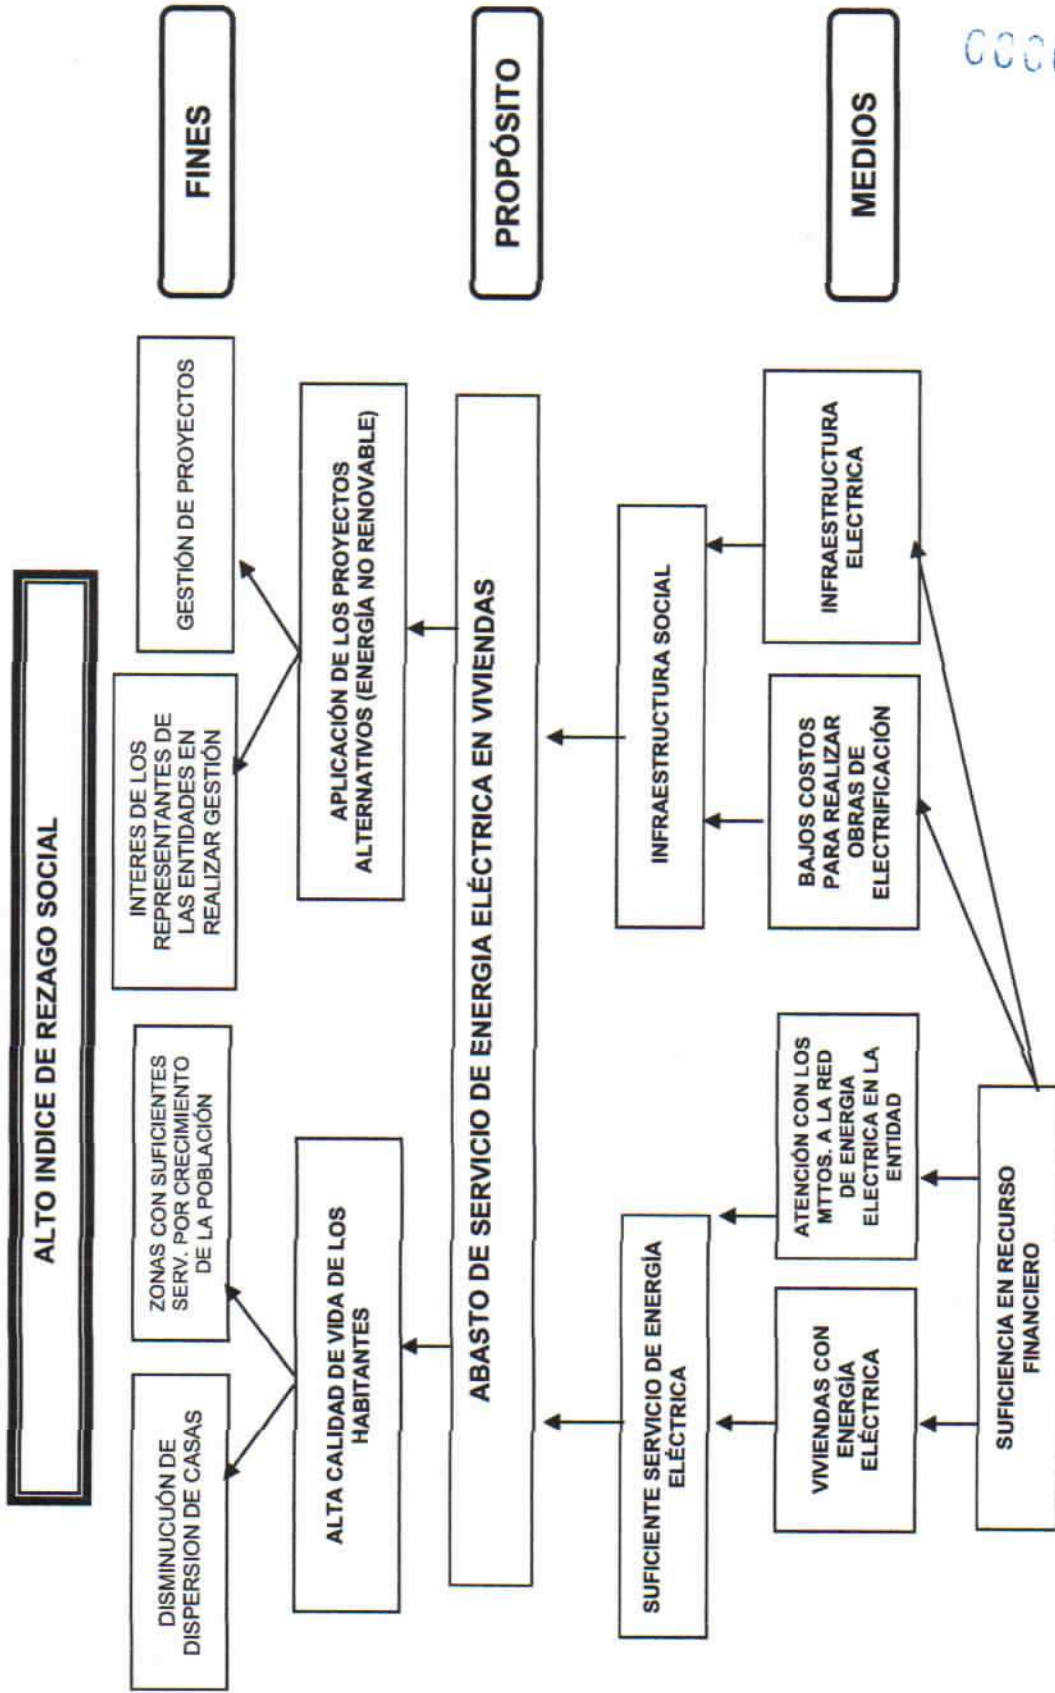 ALTO INDICE DE REZAGO SOCIAL
DISMINUCUÓN DE
DISPERSION DE CASAS
ZONAS CON SUFICIENTES
SERV. POR CRECIMIENTO
DE LA POBLACIÓN
INTERES DE LOS
REPRESENTANTES DE
LAS ENTIDADES EN
REALIZAR GESTIÓN
GESTIÓN DE PROYECTOS
FINES
ALTA CALIDAD DE VIDA DE LOS
HABITANTES
APLICACIÓN DE LOS PROYECTOS
ALTERNATIVOS (ENERGÍA NO RENOVABLE)
ABASTO DE SERVICIO DE ENERGIA ELÉCTRICA EN VIVIENDAS
PROPÓSITO
SUFICIENTE SERVICIO DE ENERGÍA
ELÉCTRICA
INFRAESTRUCTURA SOCIAL
VIVIENDAS CON
ENERGÍA
ELÉCTRICA
ATENCIÓN CON LOS
MTTOS. A LA RED
DE ENERGIA
ELECTRICA EN LA
ENTIDAD
BAJOS COSTOS
PARA REALIZAR
OBRAS DE
ELECTRIFICACIÓN
INFRAESTRUCTURA
ELECTRICA
MEDIOS
SUFICIENCIA EN RECURSO
FINANCIERO